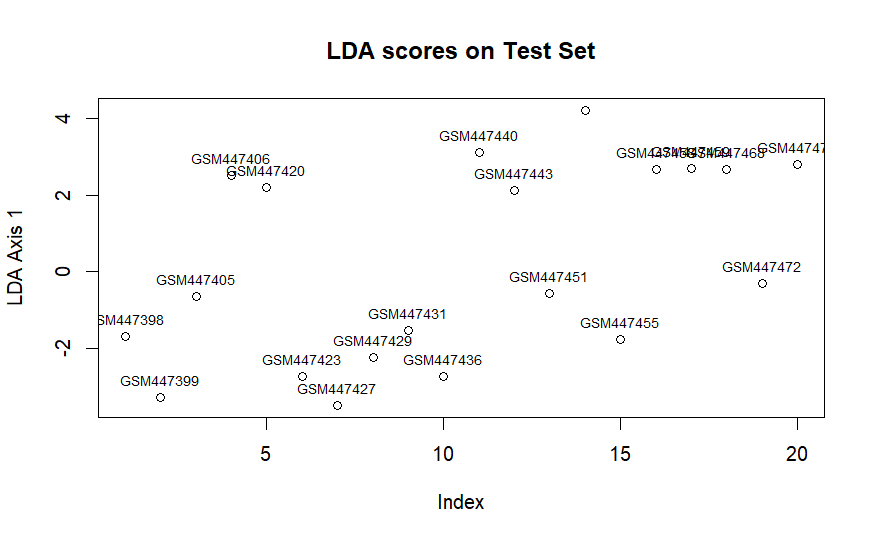 LDA scores on Test Set
LDA Axis 1
4
2
0
-2
GSM447440
GSM447406
GSM447468
GSM447420
GSM447443
GSM447405
GSM447451
GSM447472
GSM447431
GSM447455
GSM447429
GSM447423
GSM447436
GSM447399
GSM447427
5
10
15
20
Index